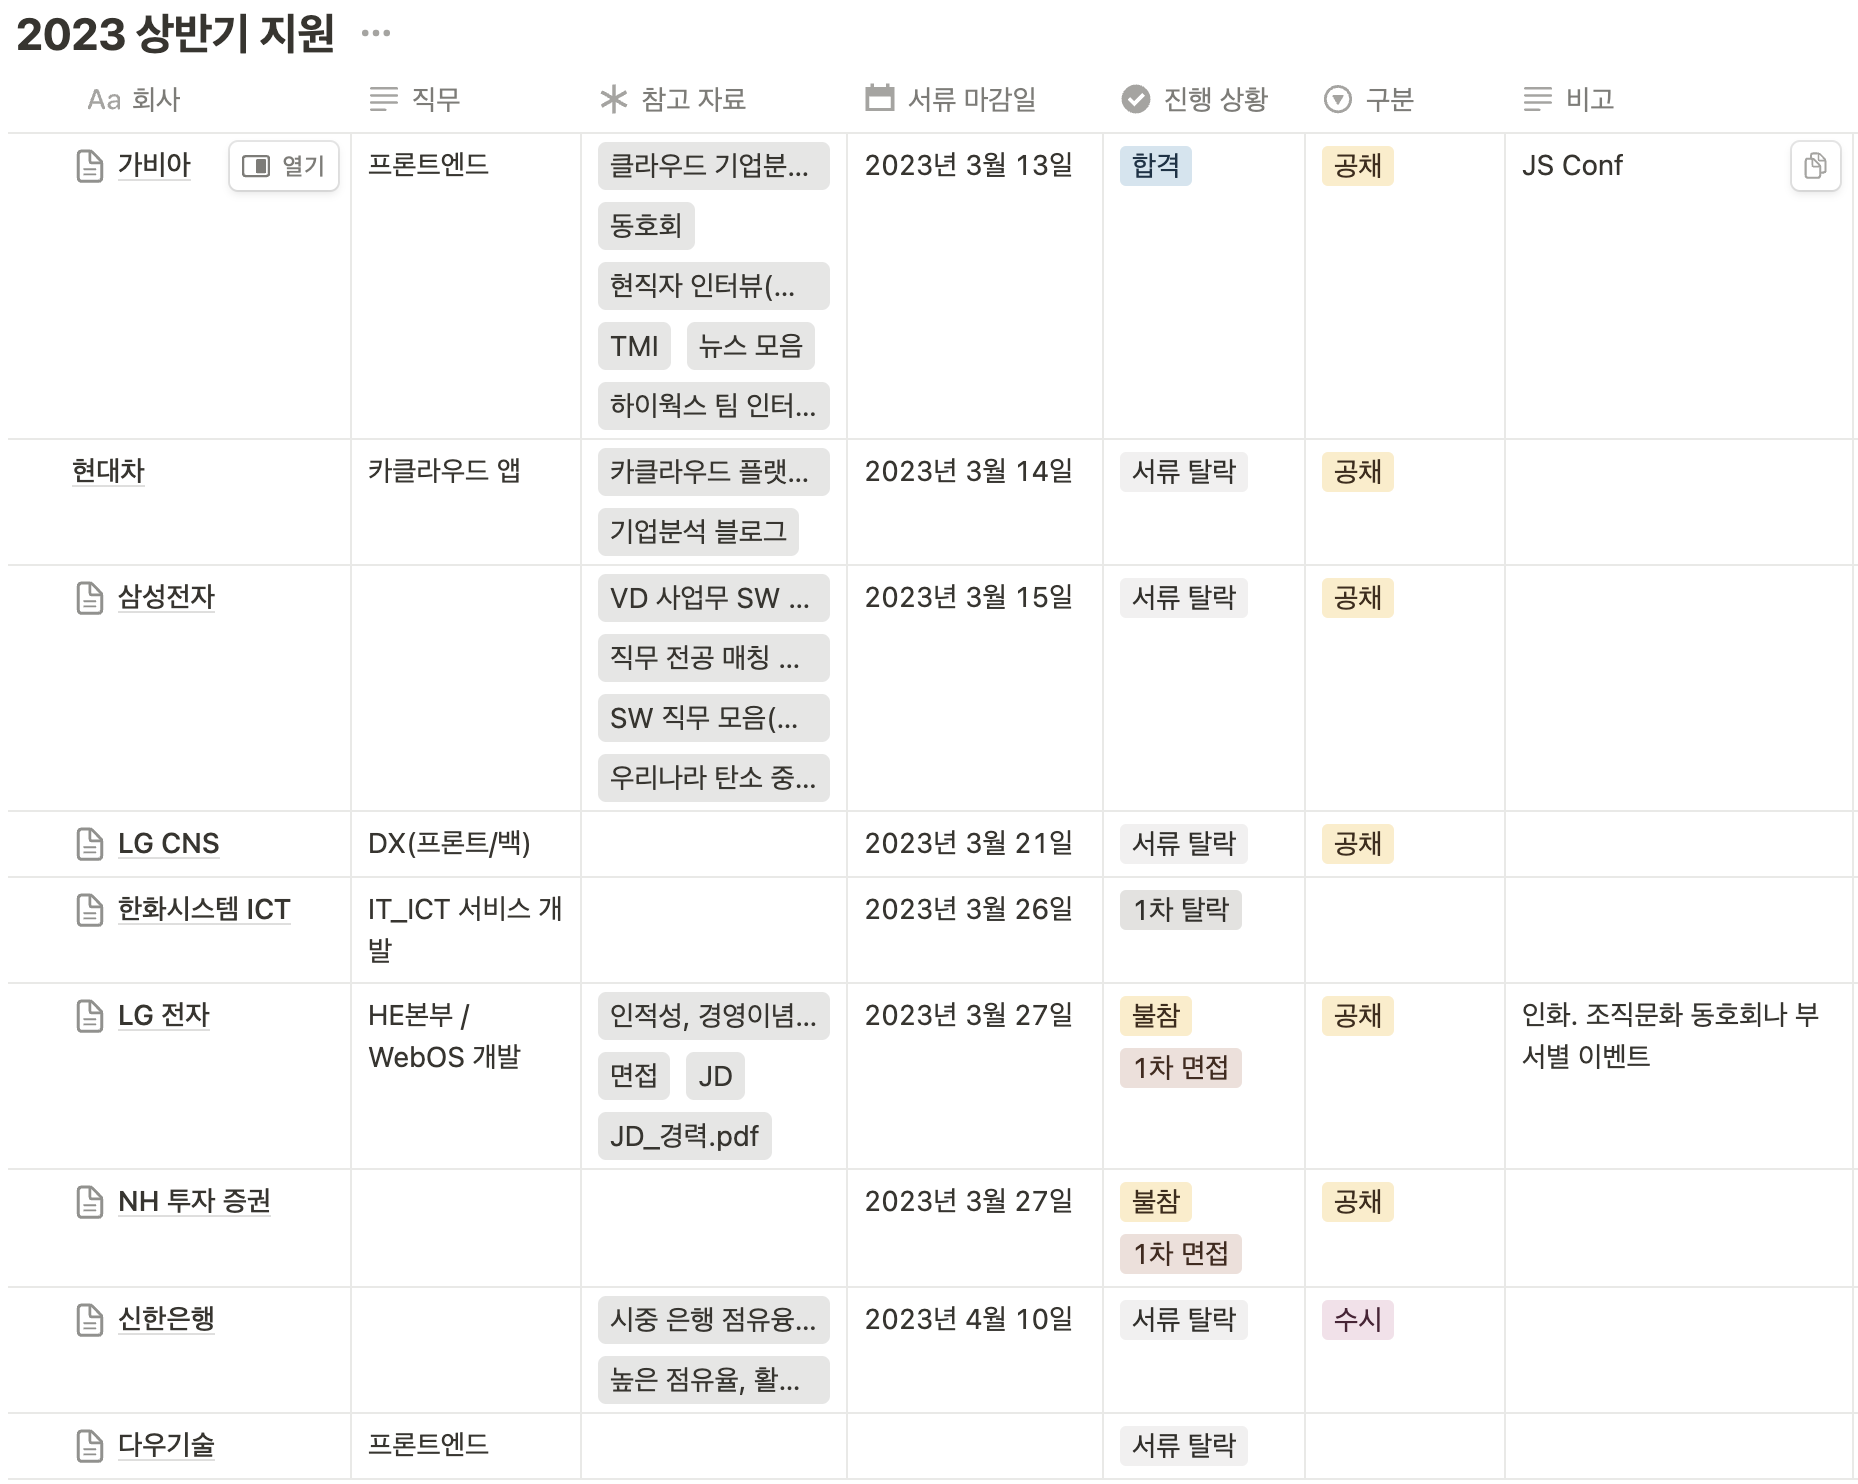 2023 상반기 지원 ···
Aa 회사 직무 참고 자료 서류 마감일 진행 상황 구분 비고
가비아 열기 프론트엔드 클라우드 기업분... 2023년 3월 13일 합격 공채 JS Conf
동호회
현직자 인터뷰(...
TMI 뉴스 모음
하이웍스 팀 인터...
현대차 카클라우드 앱 카클라우드 플랫... 2023년 3월 14일 서류 탈락 공채
기업분석 블로그
삼성전자 VD 사업무 SW ... 2023년 3월 15일 서류 탈락 공채
직무 전공 매칭 ...
SW 직무 모음(...
우리나라 탄소 중...
LG CNS DX(프론트/백) 2023년 3월 21일 서류 탈락 공채
한화시스템 ICT IT_ICT 서비스 개 2023년 3월 26일 1차 탈락
발
LG 전자 HE본부 / 인적성, 경영이념... 2023년 3월 27일 불참 공채 인화. 조직문화 동호회나 부
WebOS 개발 면접 JD 1차 면접 서별 이벤트
JD_경력.pdf
NH 투자 증권 2023년 3월 27일 불참 공채
1차 면접
신한은행 시중 은행 점유융... 2023년 4월 10일 서류 탈락 수시
높은 점유율, 활...
다우기술 프론트엔드 서류 탈락